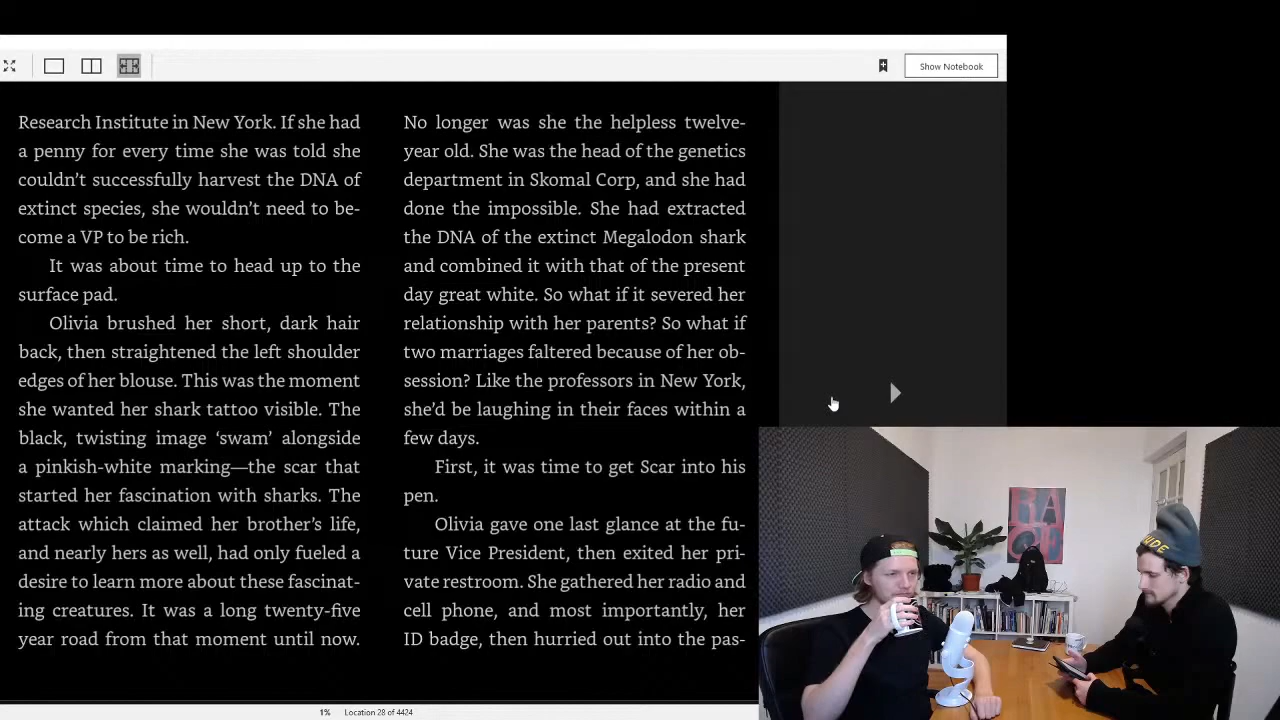 Show Notebook
Research Institute in New York. If she had
a penny for every time she was told she
couldn't successfully harvest the DNA of
extinct species, she wouldn't need to be-
come a VP to be rich.
It was about time to head up to the
surface pad.
Olivia brushed her short, dark hair
back, then straightened the left shoulder
edges of her blouse. This was the moment
she wanted her shark tattoo visible. The
black, twisting image ‘swam’ alongside
a pinkish-white marking—the scar that
started her fascination with sharks. The
attack which claimed her brother's life,
and nearly hers as well, had only fueled a
desire to learn more about these fascinat-
ing creatures. It was a long twenty-five
year road from that moment until now.
No longer was she the helpless twelve-
year old. She was the head of the genetics
department in Skomal Corp, and she had
done the impossible. She had extracted
the DNA of the extinct Megalodon shark
and combined it with that of the present
day great white. So what if it severed her
relationship with her parents? So what if
two marriages faltered because of her ob-
session? Like the professors in New York,
she'd be laughing in their faces within a
few days.
First, it was time to get Scar into his
pen.
Olivia gave one last glance at the fu-
ture Vice President, then exited her pri-
vate restroom. She gathered her radio and
cell phone, and most importantly, her
ID badge, then hurried out into the pas-
1% Location 28 of 4424